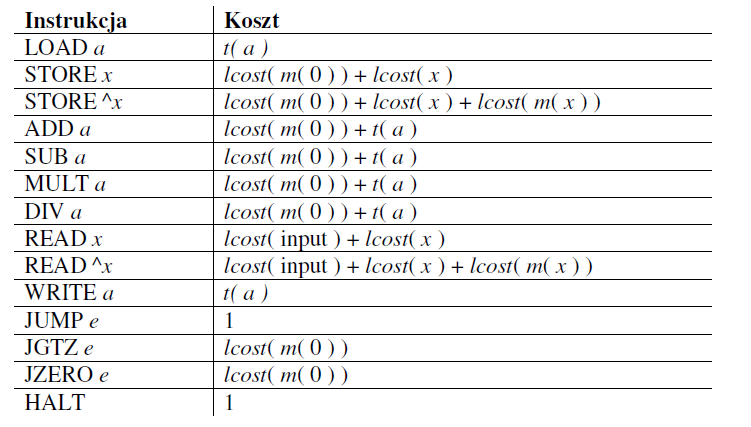 Instrukcja Koszt
LOAD a t( a )
STORE x lcost( m( 0 ) ) + lcost( x )
STORE ^x lcost( m( 0 ) ) + lcost( x ) + lcost( m( x ) )
ADD a lcost( m( 0 ) ) + t( a )
SUB a lcost( m( 0 ) ) + t( a )
MULT a lcost( m( 0 ) ) + t( a )
DIV a lcost( m( 0 ) ) + t( a )
READ x lcost( input ) + lcost( x )
READ ^x lcost( input ) + lcost( x ) + lcost( m( x ) )
WRITE a t( a )
JUMP e 1
JGTZ e lcost( m( 0 ) )
JZERO e lcost( m( 0 ) )
HALT 1